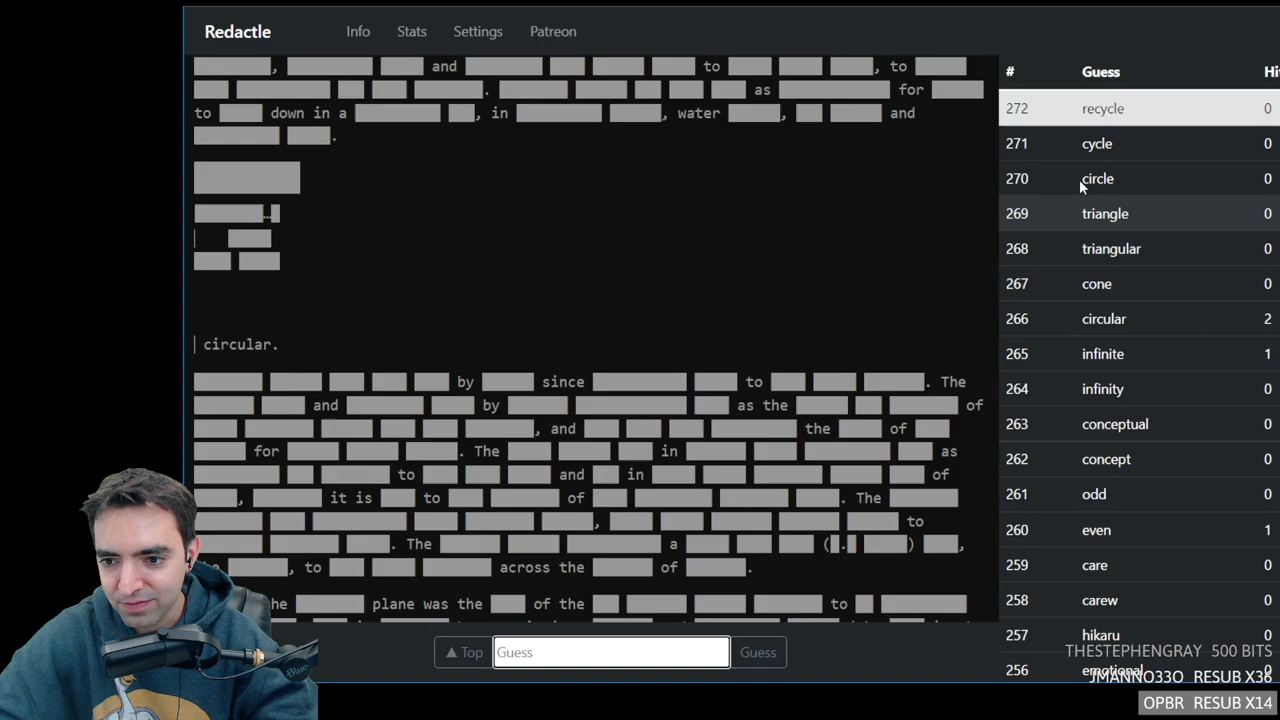 Redactle Info Stats Settings Patreon
, and to , to
. as for
to down in a , in , water , and
.
…
circular.
by since to . The
and by as the of
, and the of
for . The in as
to and in of
, it is to of . The
, to
. The a ( . ) ,
, to across the of .
plane was the of the to
▲ Top Guess Guess
# Guess
272 recycle 0
271 cycle 0
270 circle 0
269 triangle 0
268 triangular 0
267 cone 0
266 circular 2
265 infinite 1
264 infinity 0
263 conceptual 0
262 concept 0
261 odd 0
260 even 1
259 care 0
258 carew 0
257 hikaru 0
256 emotional
THESTEPHENGRAY 500 BITS
JMANNO33O RESUB X36
OPBR RESUB X14
Blue